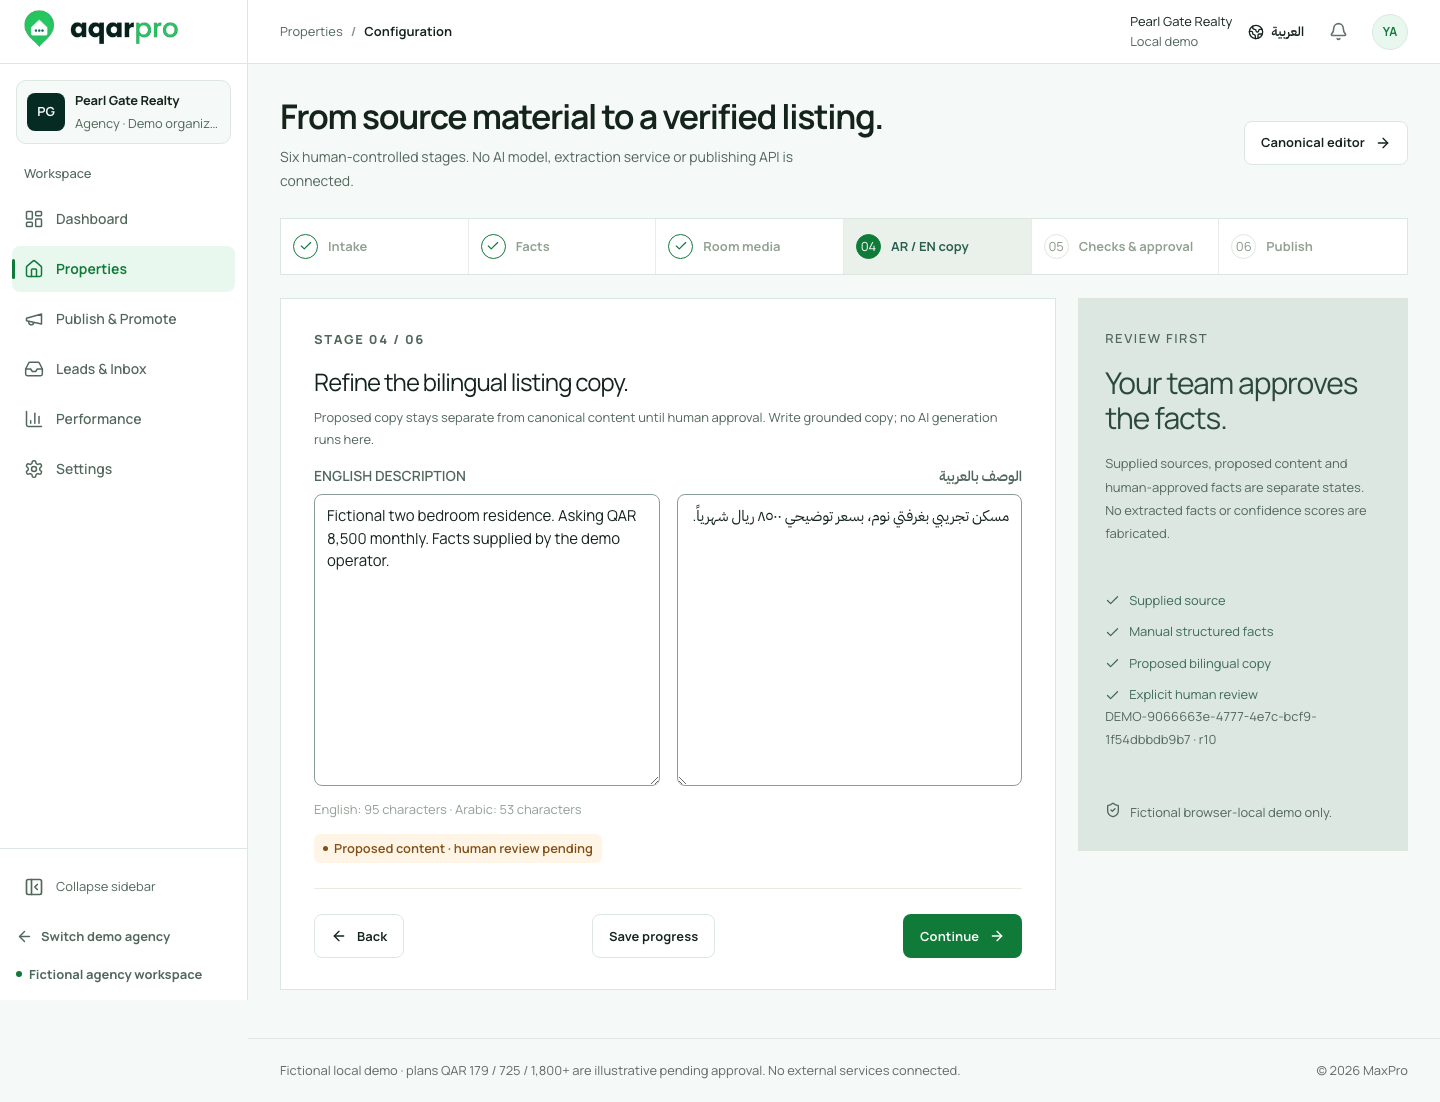 aqarpro
Properties / Configuration
Pearl Gate Realty
Local demo
العربية
YA
PG
Pearl Gate Realty
Agency · Demo organiz...
Workspace
Dashboard
Properties
Publish & Promote
Leads & Inbox
Performance
Settings
Collapse sidebar
Switch demo agency
Fictional agency workspace
From source material to a verified listing.
Six human-controlled stages. No AI model, extraction service or publishing API is
connected.
Canonical editor
Intake
Facts
Room media
04 AR / EN copy
05 Checks & approval
06 Publish
STAGE 04 / 06
Refine the bilingual listing copy.
Proposed copy stays separate from canonical content until human approval. Write grounded copy; no AI generation
runs here.
ENGLISH DESCRIPTION
Fictional two bedroom residence. Asking QAR
8,500 monthly. Facts supplied by the demo
operator.
الوصف بالعربية
مسكن تجريبي بغرفتي نوم، بسعر توضيحي ٨٥٠٠ ريال شهرياً.
English: 95 characters · Arabic: 53 characters
Proposed content · human review pending
Back
Save progress
Continue
REVIEW FIRST
Your team approves
the facts.
Supplied sources, proposed content and
human-approved facts are separate states.
No extracted facts or confidence scores are
fabricated.
Supplied source
Manual structured facts
Proposed bilingual copy
Explicit human review
DEMO-9066663e-4777-4e7c-bcf9-
1f54dbbdb9b7 · r10
Fictional browser-local demo only.
Fictional local demo · plans QAR 179 / 725 / 1,800+ are illustrative pending approval. No external services connected.
© 2026 MaxPro